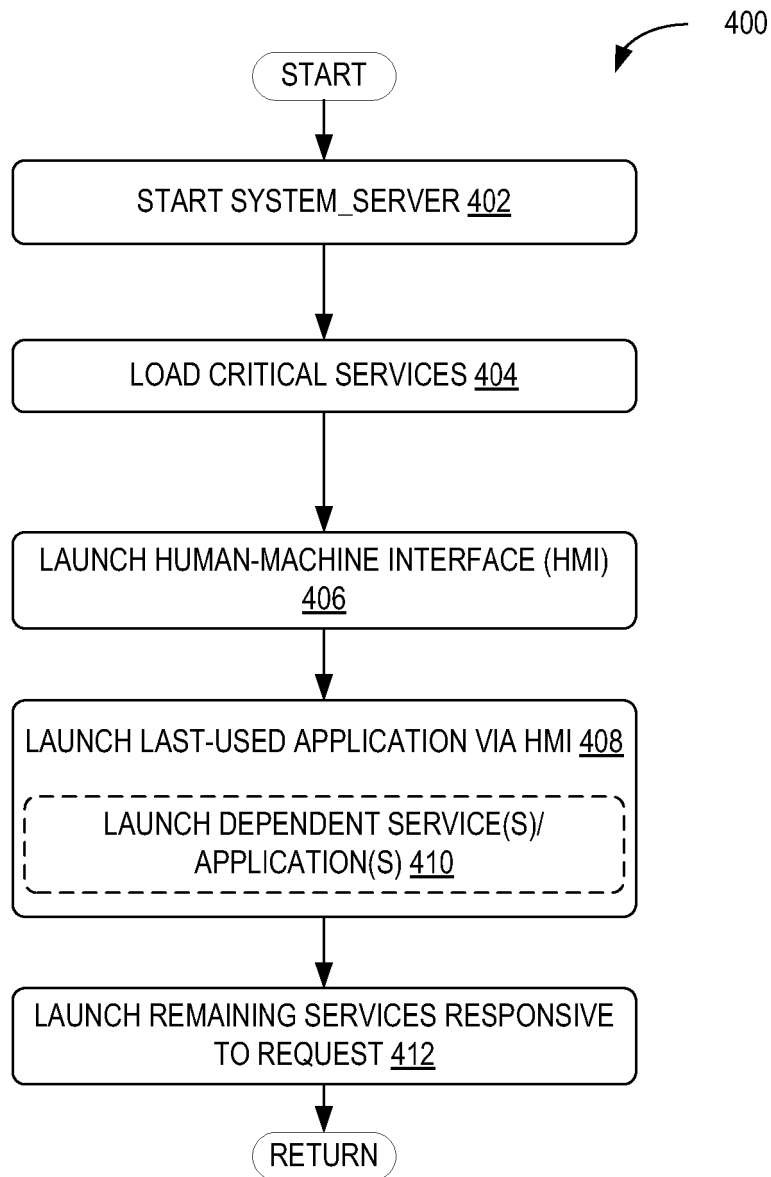 400
START
START SYSTEM_SERVER 402
LOAD CRITICAL SERVICES 404
LAUNCH HUMAN-MACHINE INTERFACE (HMI)
406
LAUNCH LAST-USED APPLICATION VIA HMI 408
LAUNCH DEPENDENT SERVICE(S)/
APPLICATION(S) 410
LAUNCH REMAINING SERVICES RESPONSIVE
TO REQUEST 412
RETURN